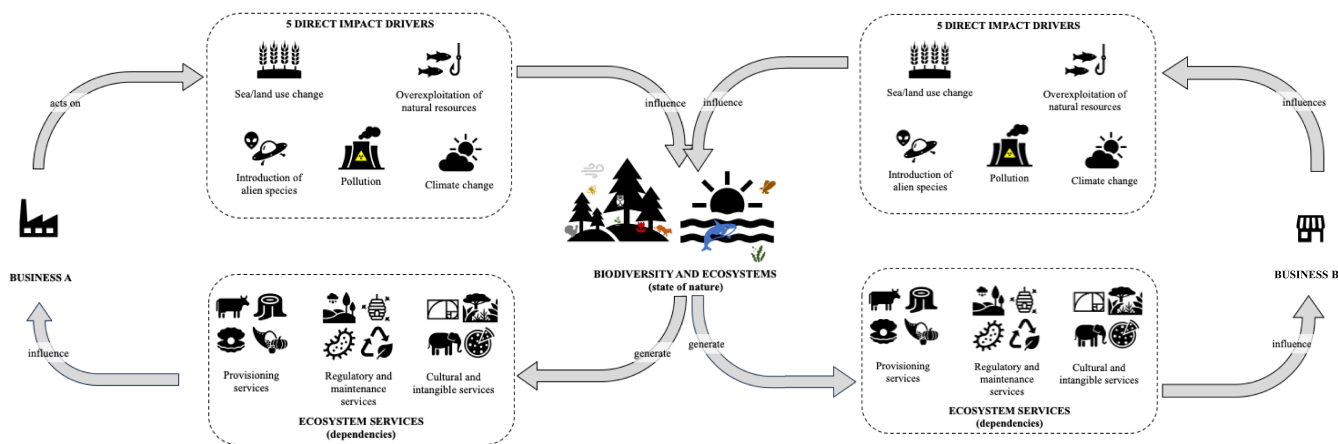 5 DIRECT IMPACT DRIVERS
Sea/land use change
Overexploitation of
natural resources
Introduction of
alien species
Pollution
Climate change
acts on
influence
influence
5 DIRECT IMPACT DRIVERS
Sea/land use change
Overexploitation of
natural resources
Introduction of
alien species
Pollution
Climate change
influences
BUSINESS A
BIODIVERSITY AND ECOSYSTEMS
(state of nature)
BUSINESS B
influence
Provisioning
services
Regulatory and
maintenance
services
Cultural and
intangible services
ECOSYSTEM SERVICES
(dependencies)
generate
generate
Provisioning
services
Regulatory and
maintenance
services
Cultural and
intangible services
ECOSYSTEM SERVICES
(dependencies)
influence